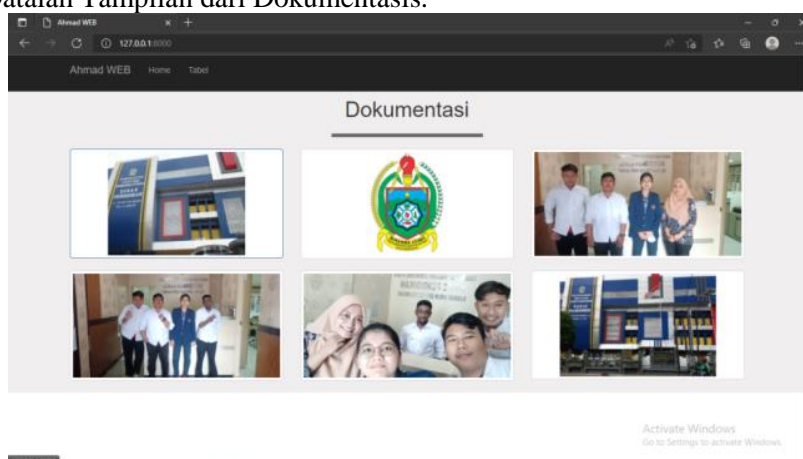 Tampilan dari Dokumentasis.
Ahmad WEB
127.0.0.1:8000
Ahmad WEB Home Tabel
Dokumentasi
Activate Windows
Go to Settings to activate Windows.